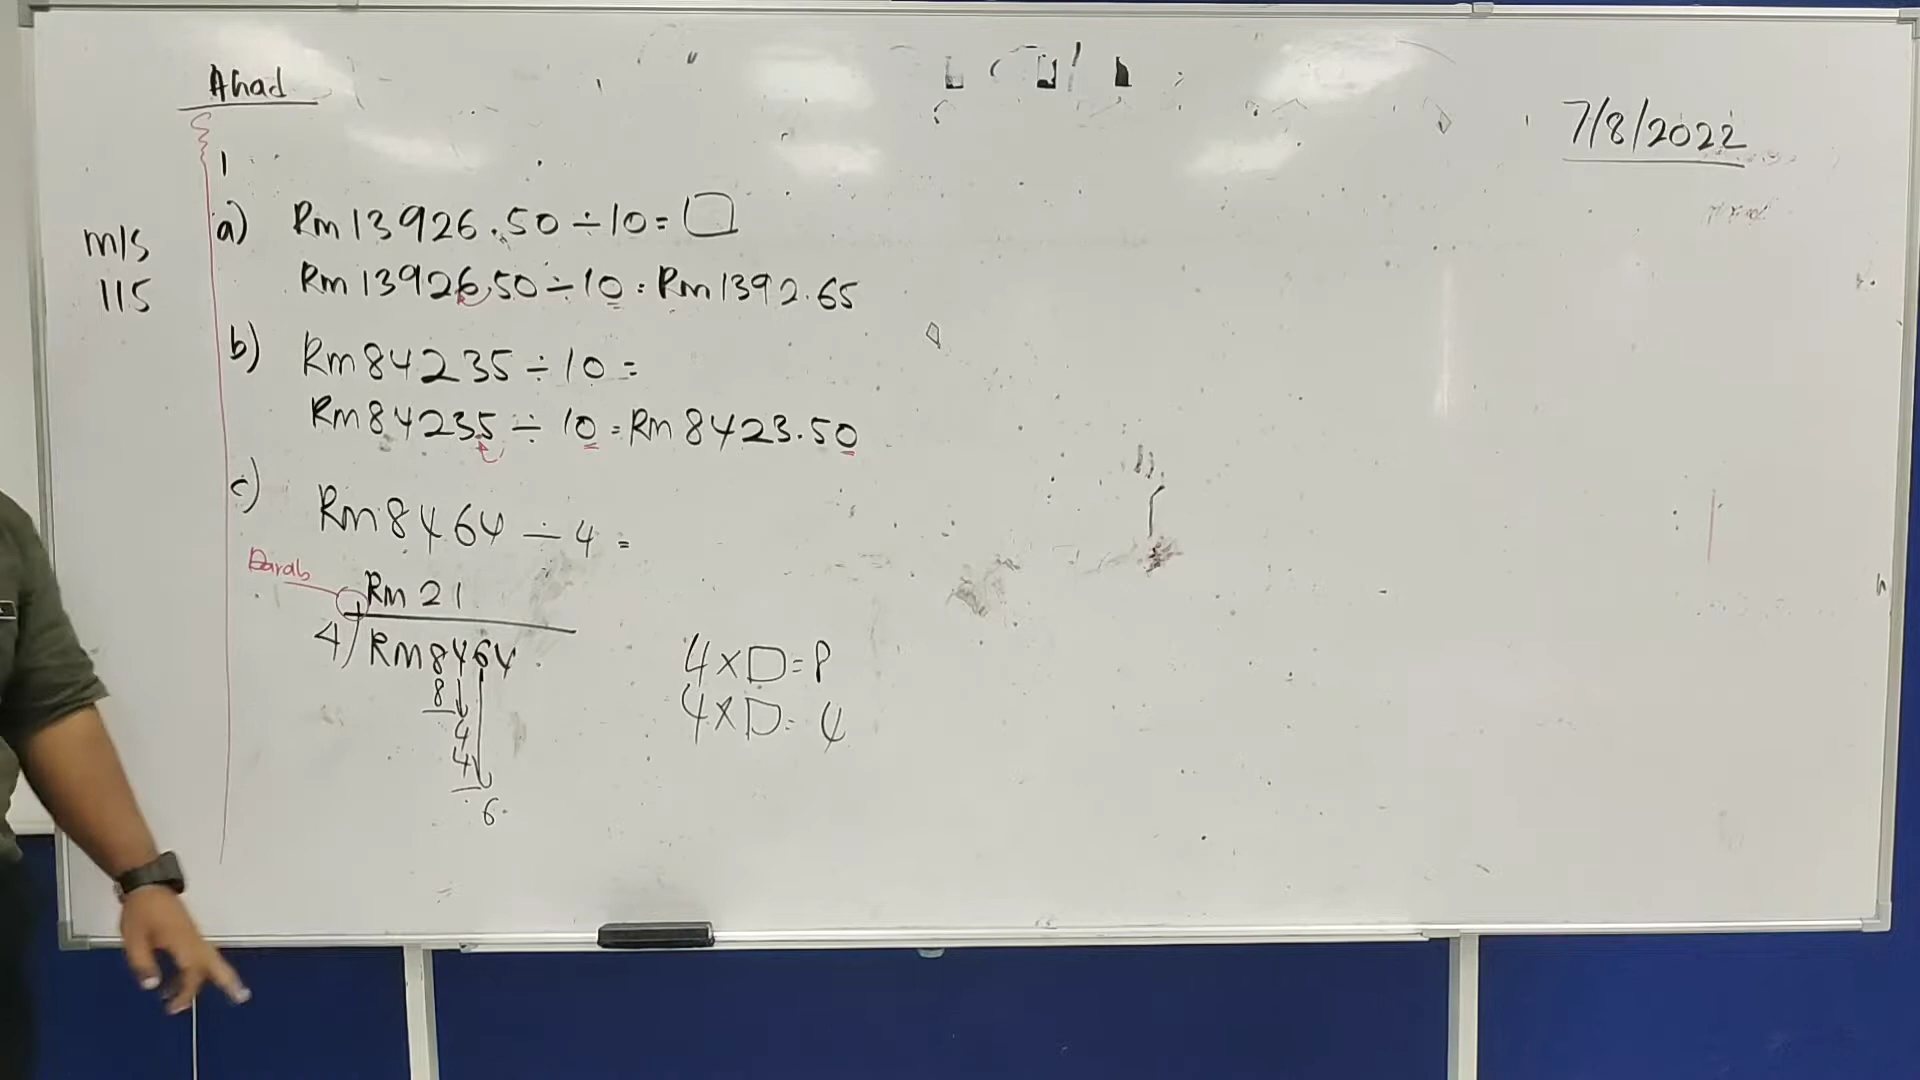 Ahad
7/8/2022
1
m/s
115
a) Rm 13926.50 ÷ 10 = □
Rm 13926.50 ÷ 10 = Rm 1392.65
b) Rm 84235 ÷ 10 =
Rm 84235 ÷ 10 = Rm 8423.50
c) Rm 8464 ÷ 4 =
Darab
Rm 21
4) RM 8464
8
4
4
6
4 × □ = 8
4 × □ = 4